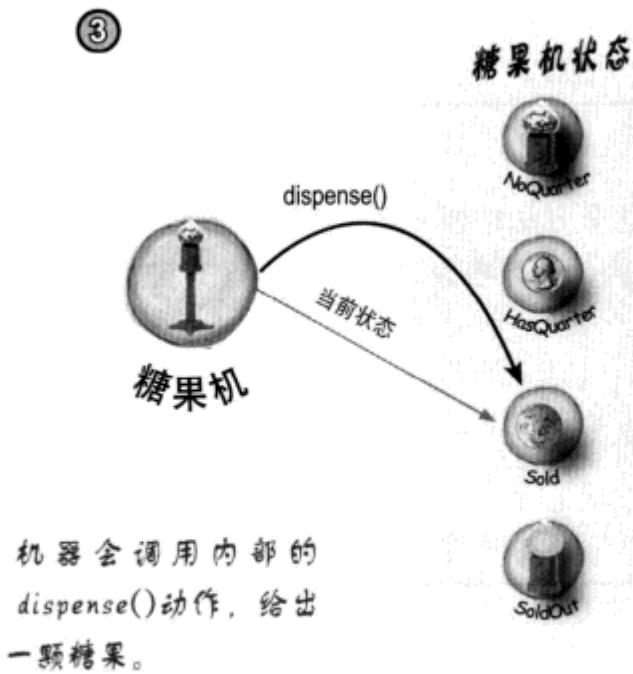 3
糖果机状态
NoQuarter
dispense()
HasQuarter
当前状态
糖果机
Sold
机器会调用内部的
dispense()动作，给出
一颗糖果。
SoldOut